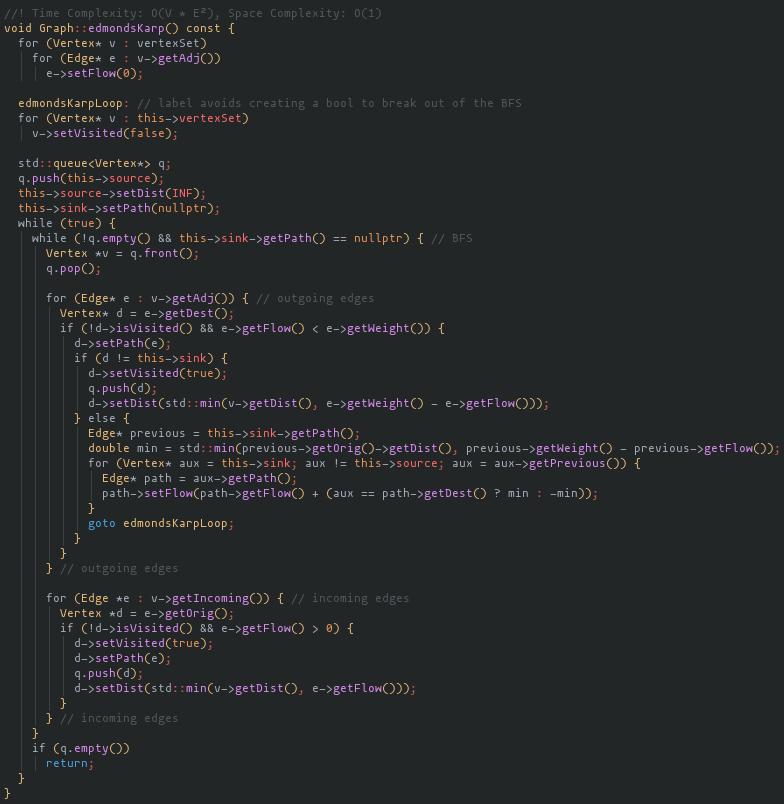 //! Time Complexity: O(V * E²), Space Complexity: O(1)
void Graph::edmondsKarp() const {
  for (Vertex* v : vertexSet)
    for (Edge* e : v->getAdj())
      e->setFlow(0);

  edmondsKarpLoop: // label avoids creating a bool to break out of the BFS
  for (Vertex* v : this->vertexSet)
    v->setVisited(false);

  std::queue<Vertex*> q;
  q.push(this->source);
  this->source->setDist(INF);
  this->sink->setPath(nullptr);
  while (true) {
    while (!q.empty() && this->sink->getPath() == nullptr) { // BFS
      Vertex *v = q.front();
      q.pop();

      for (Edge* e : v->getAdj()) { // outgoing edges
        Vertex* d = e->getDest();
        if (!d->isVisited() && e->getFlow() < e->getWeight()) {
          d->setPath(e);
          if (d != this->sink) {
            d->setVisited(true);
            q.push(d);
            d->setDist(std::min(v->getDist(), e->getWeight() - e->getFlow()));
          } else {
            Edge* previous = this->sink->getPath();
            double min = std::min(previous->getOrig()->getDist(), previous->getWeight() - previous->getFlow());
            for (Vertex* aux = this->sink; aux != this->source; aux = aux->getPrevious()) {
              Edge* path = aux->getPath();
              path->setFlow(path->getFlow() + (aux == path->getDest() ? min : -min));
            }
            goto edmondsKarpLoop;
          }
        }
      } // outgoing edges

      for (Edge *e : v->getIncoming()) { // incoming edges
        Vertex *d = e->getOrig();
        if (!d->isVisited() && e->getFlow() > 0) {
          d->setVisited(true);
          d->setPath(e);
          q.push(d);
          d->setDist(std::min(v->getDist(), e->getFlow()));
        }
      } // incoming edges
    }
    if (q.empty())
      return;
  }
}